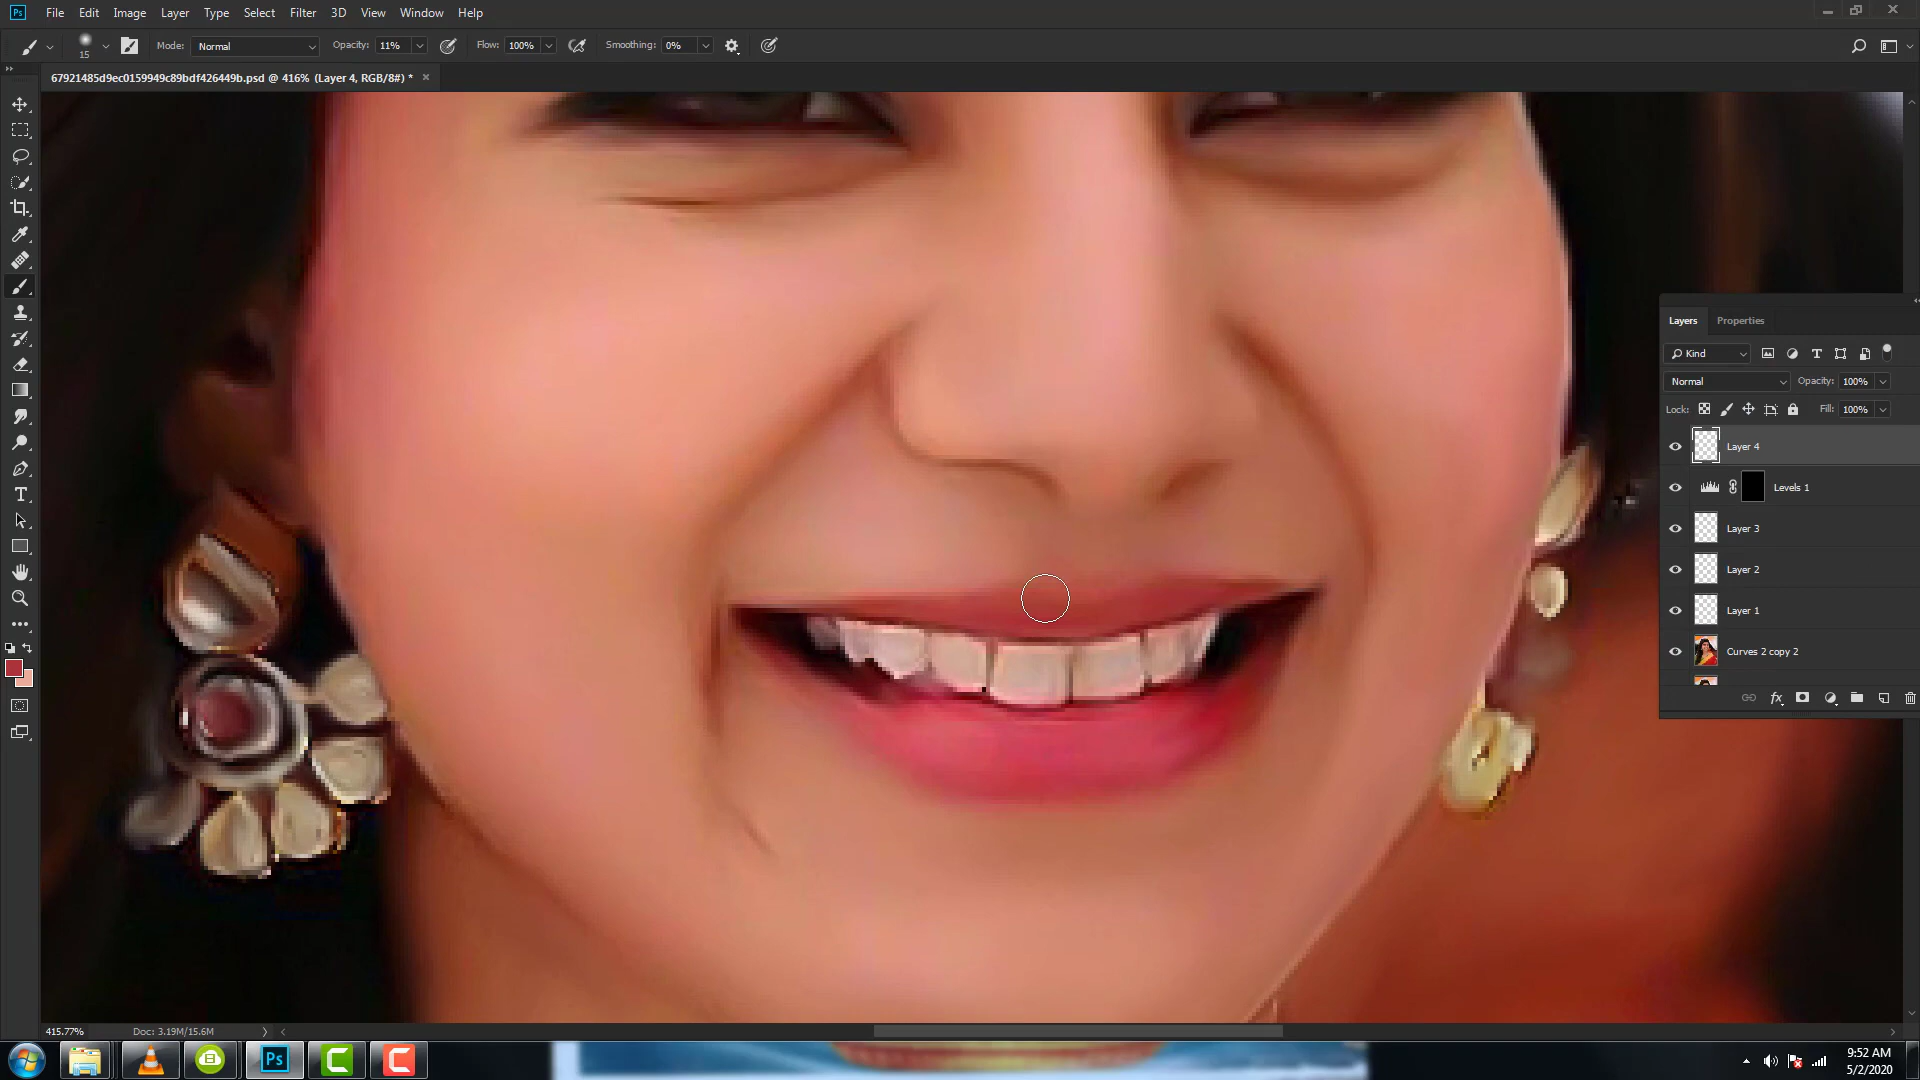 Ps File Edit Image Layer Type Select Filter 3D View Window Help
15 Mode: Normal Opacity: 11% Flow: 100% Smoothing: 0%
67921485d9ec0159949c89bdf426449b.psd @ 416% (Layer 4, RGB/8#) * ×
Layers Properties
Kind
Normal Opacity: 100%
Lock: Fill: 100%
Layer 4
Levels 1
Layer 3
Layer 2
Layer 1
Curves 2 copy 2
fx
415.77% Doc: 3.19M/15.6M
Ps
9:52 AM
5/2/2020